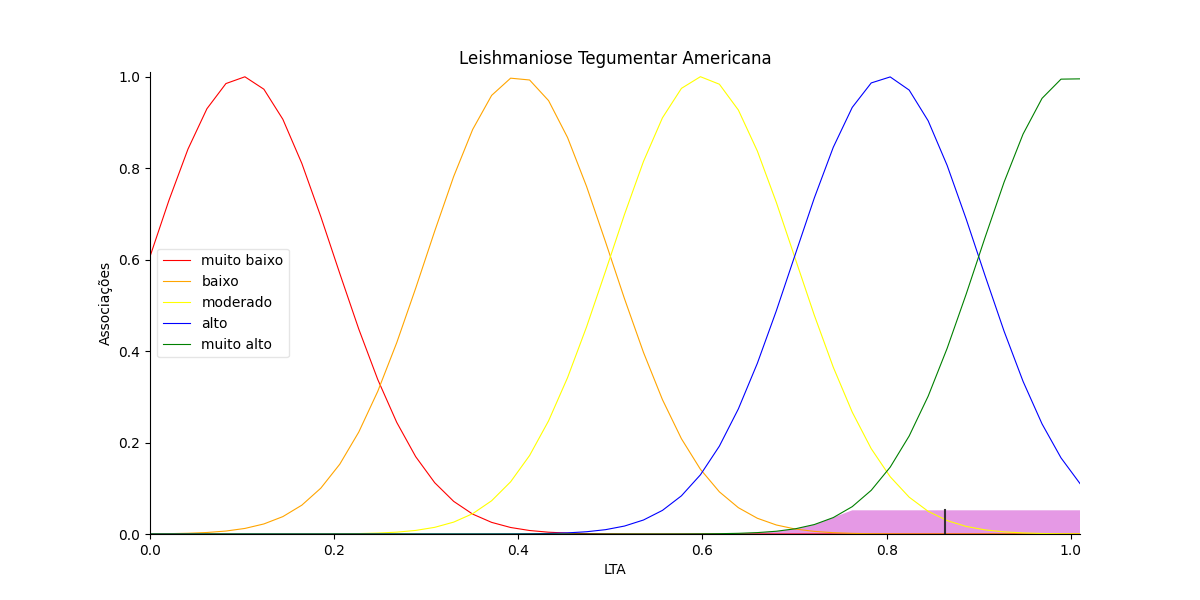 Leishmaniose Tegumentar Americana
1.0
0.8
0.6
0.4
0.2
0.0
Associações
muito baixo
baixo
moderado
alto
muito alto
0.0 0.2 0.4 0.6 0.8 1.0
LTA